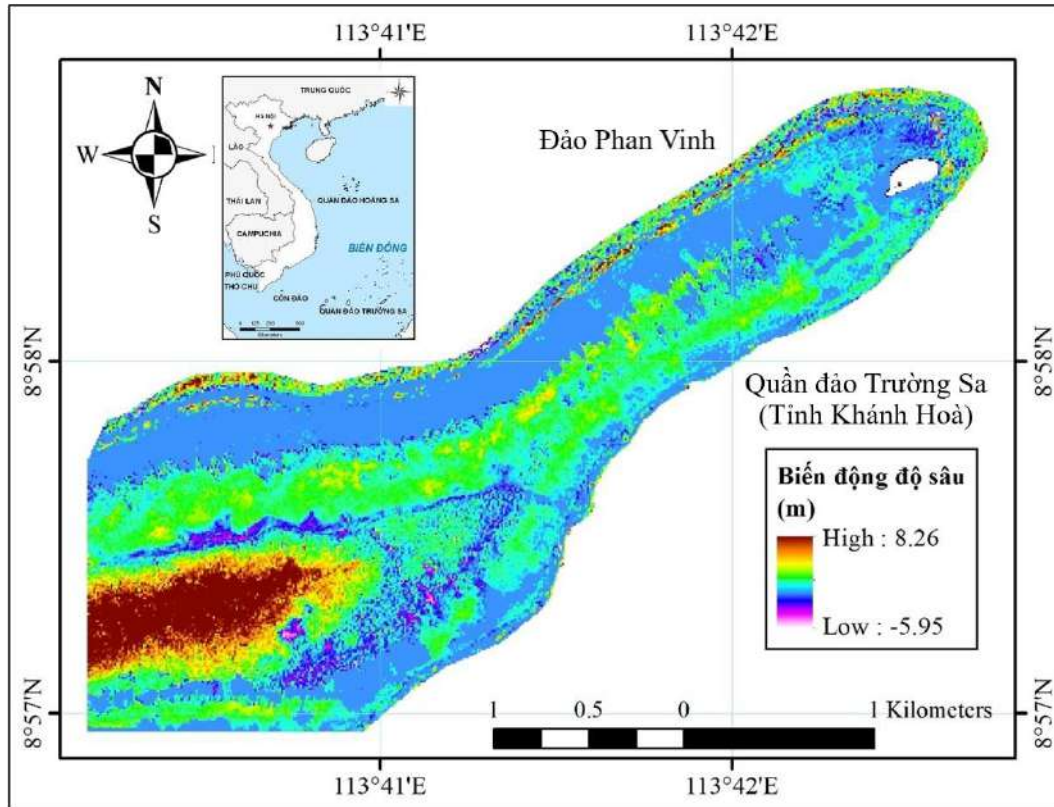 113°41'E
113°42'E
N
W
S
TRUNG QUỐC
HÀ NỘI
LÀO
THÁI LAN
QUẦN ĐẢO HOÀNG SA
CAMPUCHIA
BIỂN ĐÔNG
PHÚ QUỐC
THỔ CHU
CÔN ĐẢO
QUẦN ĐẢO TRƯỜNG SA
Đảo Phan Vinh
8°58'N
8°58'N
Quần đảo Trường Sa
(Tỉnh Khánh Hoà)
Biến động độ sâu
(m)
High : 8.26
Low : -5.95
8°57'N
8°57'N
1 0.5 0 1 Kilometers
113°41'E
113°42'E